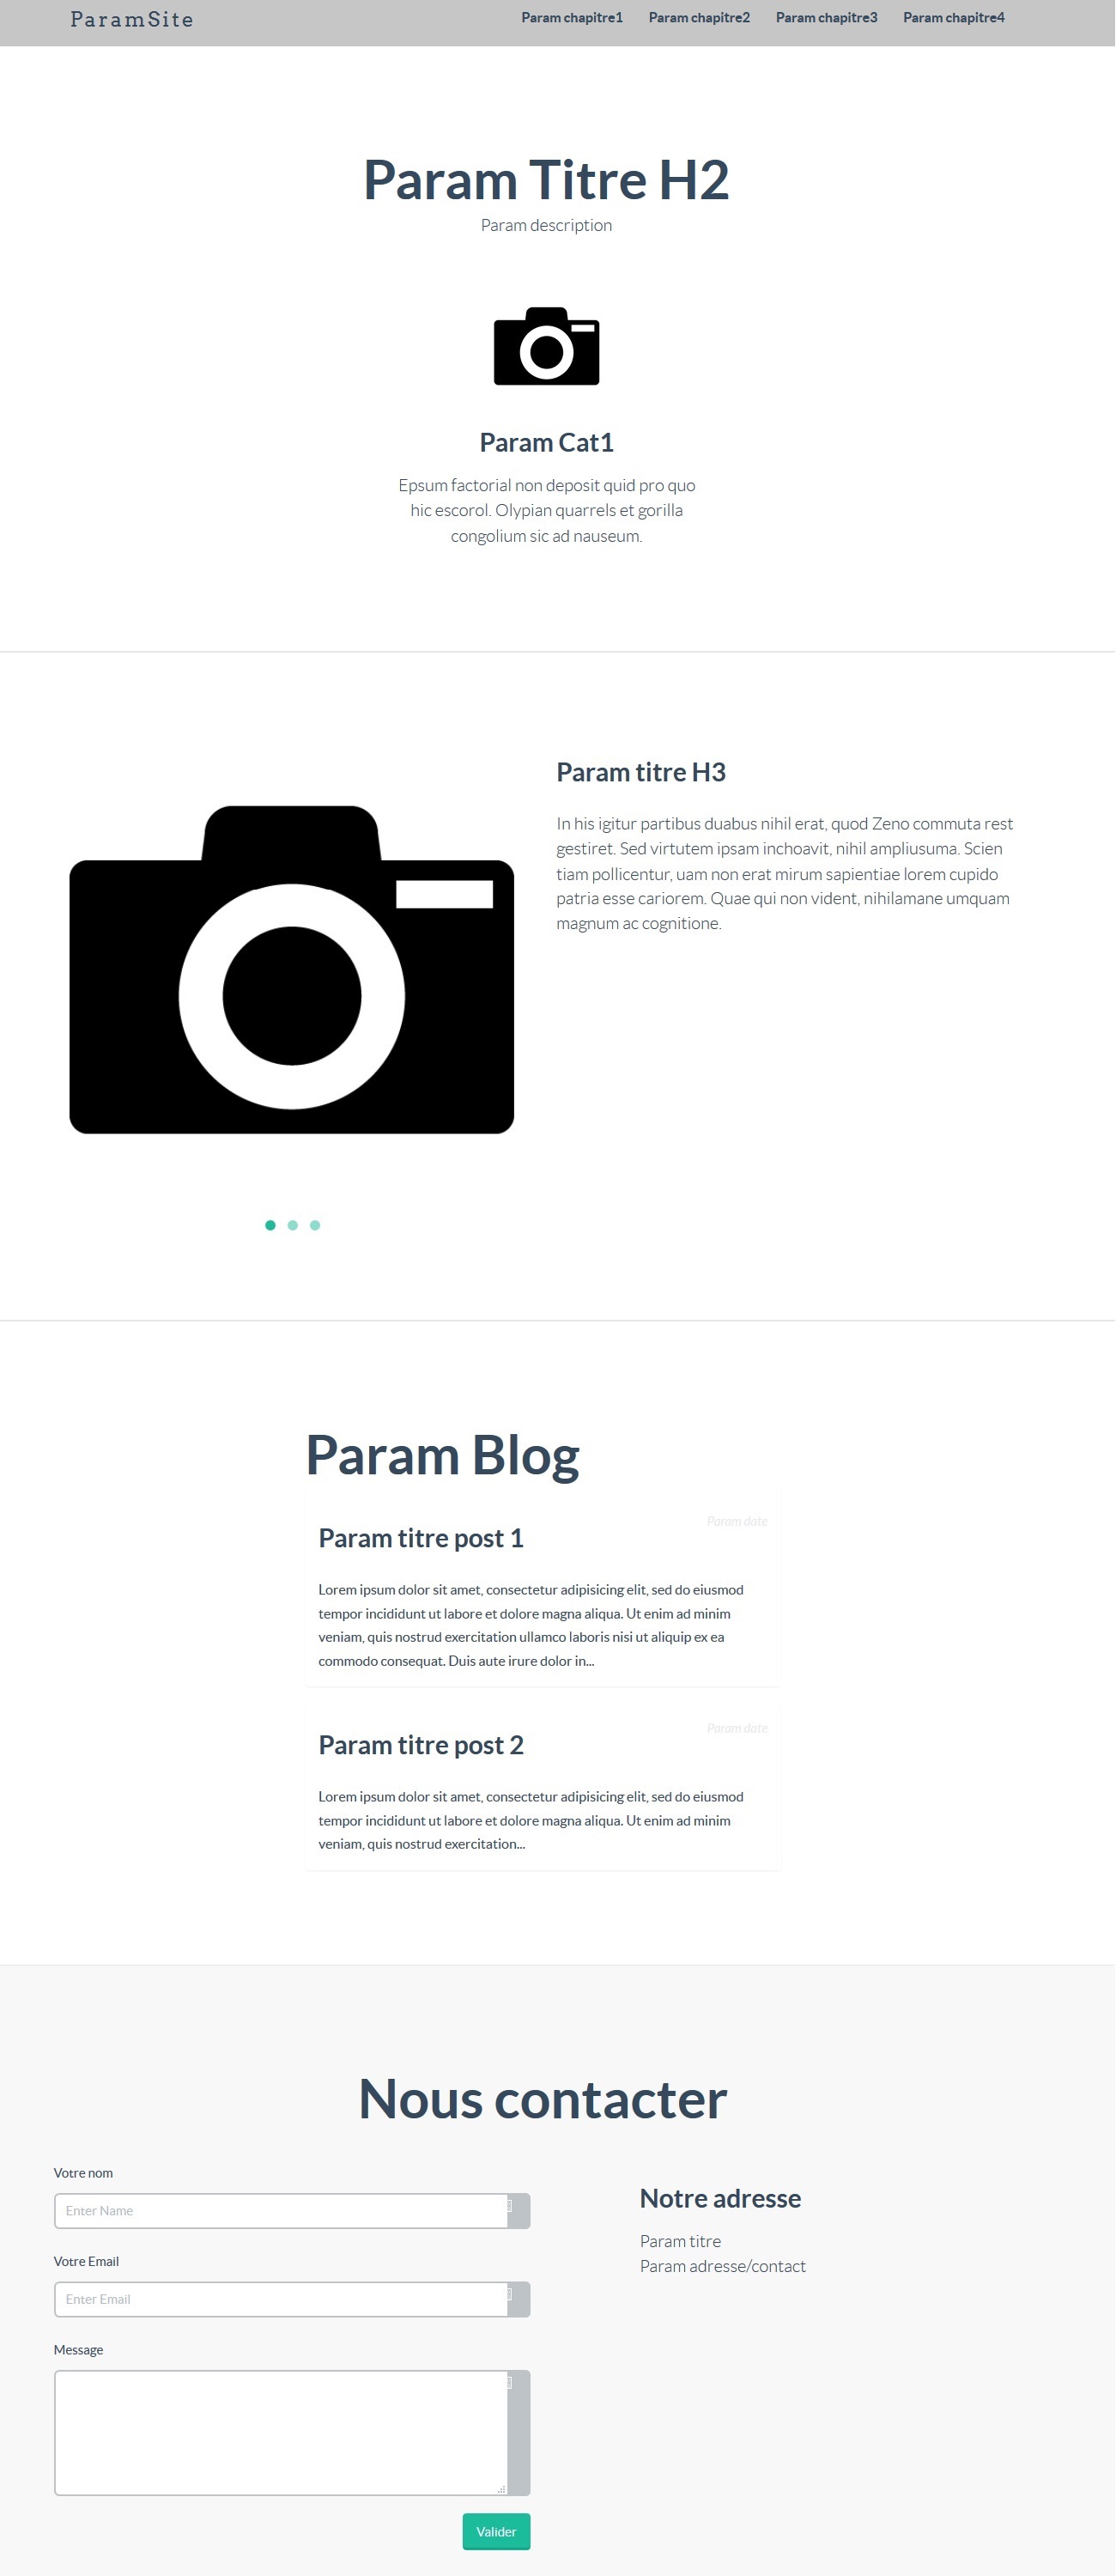 ParamSite
Param chapitre1 Param chapitre2 Param chapitre3 Param chapitre4
Param Titre H2
Param description
Param Cat1
Epsum factorial non deposit quid pro quo
hic escorol. Olypian quarrels et gorilla
congolium sic ad nauseum.
Param titre H3
In his igitur partibus duabus nihil erat, quod Zeno commuta rest
gestiret. Sed virtutem ipsam inchoavit, nihil ampliusuma. Scien
tiam pollicentur, uam non erat mirum sapientiae lorem cupido
patria esse cariorem. Quae qui non vident, nihilamane umquam
magnum ac cognitione.
Param Blog
Param date
Param titre post 1
Lorem ipsum dolor sit amet, consectetur adipisicing elit, sed do eiusmod
tempor incididunt ut labore et dolore magna aliqua. Ut enim ad minim
veniam, quis nostrud exercitation ullamco laboris nisi ut aliquip ex ea
commodo consequat. Duis aute irure dolor in...
Param date
Param titre post 2
Lorem ipsum dolor sit amet, consectetur adipisicing elit, sed do eiusmod
tempor incididunt ut labore et dolore magna aliqua. Ut enim ad minim
veniam, quis nostrud exercitation...
Nous contacter
Votre nom
Enter Name
Votre Email
Enter Email
Message
Valider
Notre adresse
Param titre
Param adresse/contact